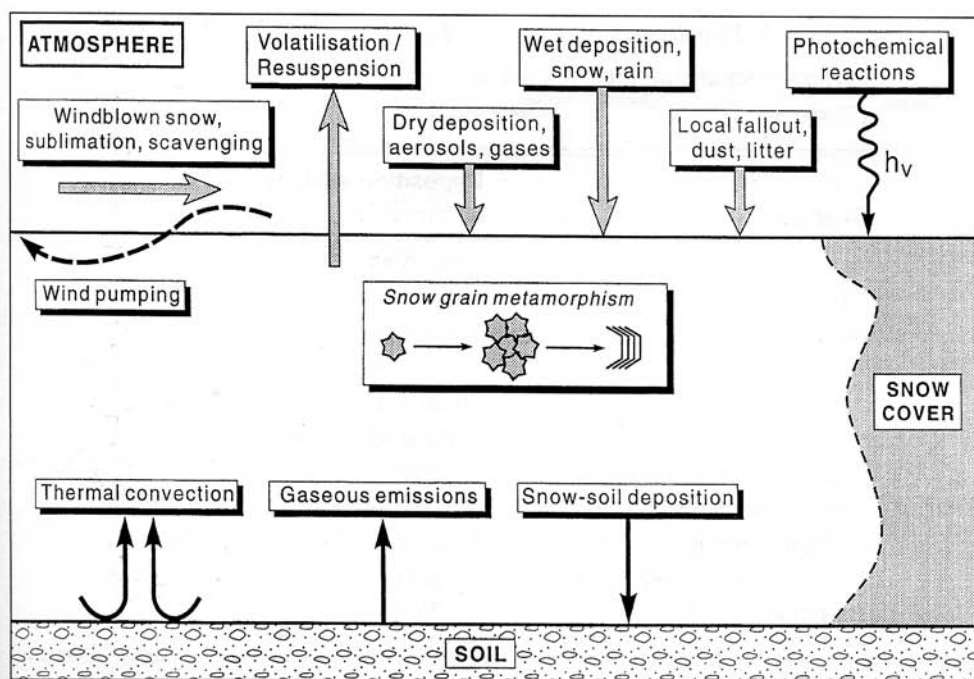 ATMOSPHERE
Volatilisation /
Resuspension
Wet deposition,
snow, rain
Photochemical
reactions
Windblown snow,
sublimation, scavenging
Dry deposition,
aerosols, gases
Local fallout,
dust, litter
hv
Wind pumping
Snow grain metamorphism
SNOW
COVER
Thermal convection
Gaseous emissions
Snow-soil deposition
SOIL